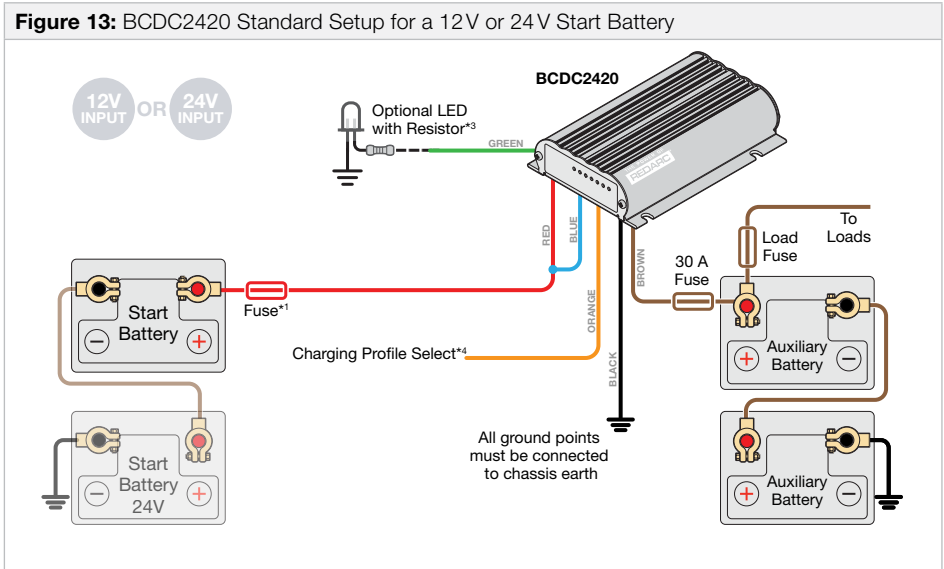 Figure 13: BCDC2420 Standard Setup for a 12V or 24V Start Battery
12V
INPUT
OR
24V
INPUT
BCDC2420
Optional LED
with Resistor*3
GREEN
REDARC
RED
BLUE
ORANGE
BLACK
BROWN
30 A
Fuse
Load
Fuse
To
Loads
Start
Battery
Fuse*1
Charging Profile Select*4
Auxiliary
Battery
All ground points
must be connected
to chassis earth
Start
Battery
24V
Auxiliary
Battery